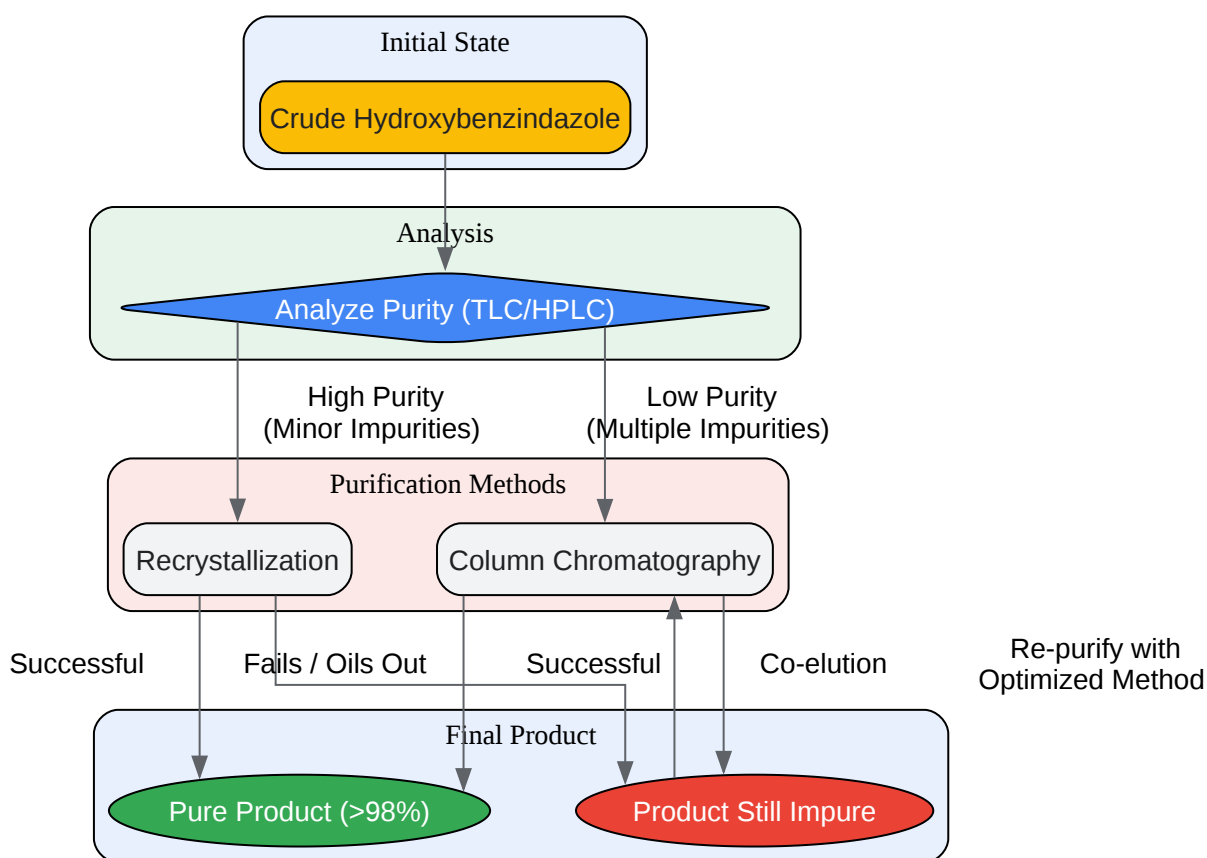 Initial State
Crude Hydroxybenzindazole
Analysis
Analyze Purity (TLC/HPLC)
High Purity
(Minor Impurities)
Low Purity
(Multiple Impurities)
Purification Methods
Recrystallization
Column Chromatography
Successful
Fails / Oils Out
Successful
Co-elution
Re-purify with
Optimized Method
Final Product
Pure Product (>98%)
Product Still Impure